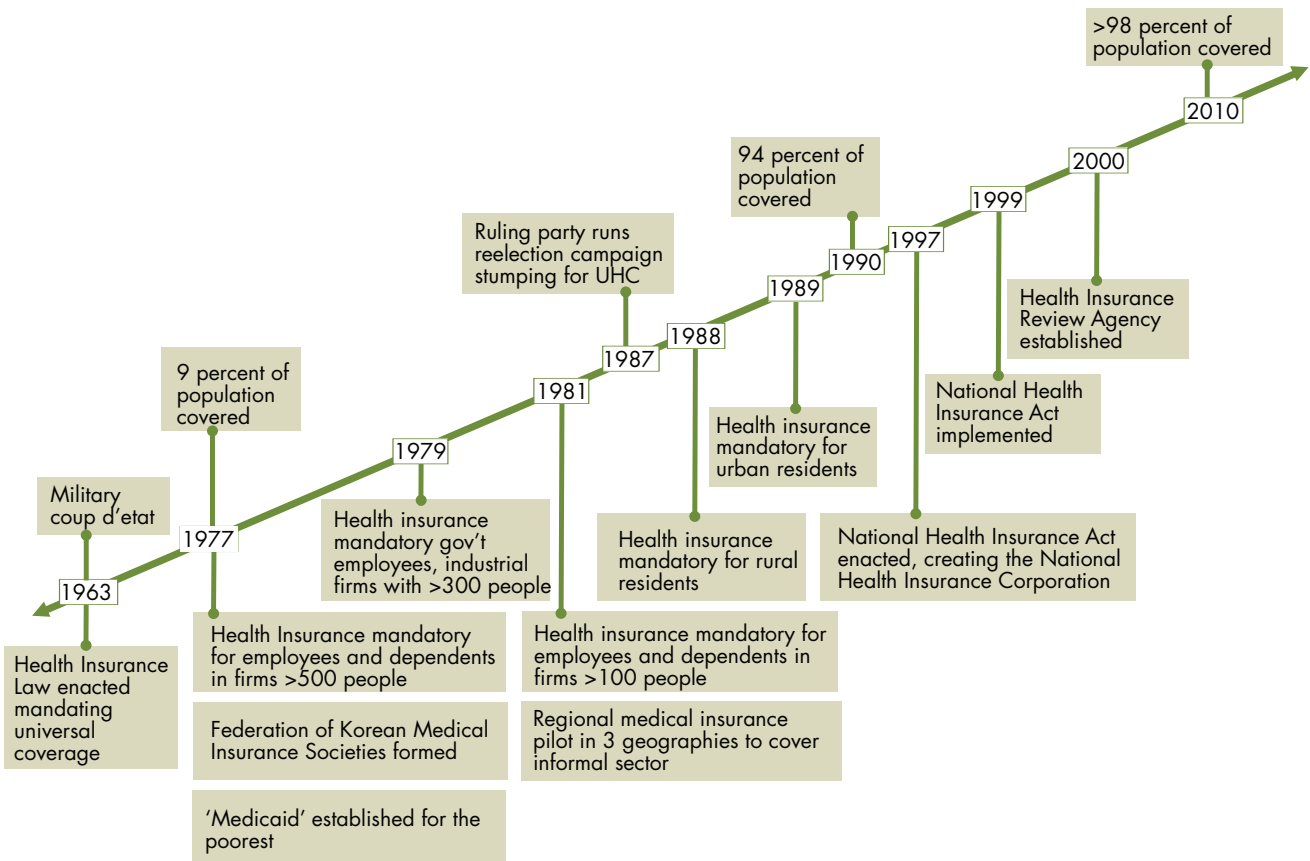 >98 percent of
population covered
2010
94 percent of
population
covered
2000
1999
Ruling party runs
reelection campaign
stumping for UHC
1997
1990
1989
Health Insurance
Review Agency
established
1988
9 percent of
population
covered
1987
1981
National Health
Insurance Act
implemented
Health insurance
mandatory for
urban residents
1979
Military
coup d'etat
1977
Health insurance
mandatory gov't
employees, industrial
firms with >300 people
Health insurance
mandatory for rural
residents
National Health Insurance Act
enacted, creating the National
Health Insurance Corporation
1963
Health Insurance
Law enacted
mandating
universal
coverage
Health Insurance mandatory
for employees and dependents
in firms >500 people
Health insurance mandatory for
employees and dependents in
firms >100 people
Federation of Korean Medical
Insurance Societies formed
Regional medical insurance
pilot in 3 geographies to cover
informal sector
‘Medicaid’ established for the
poorest